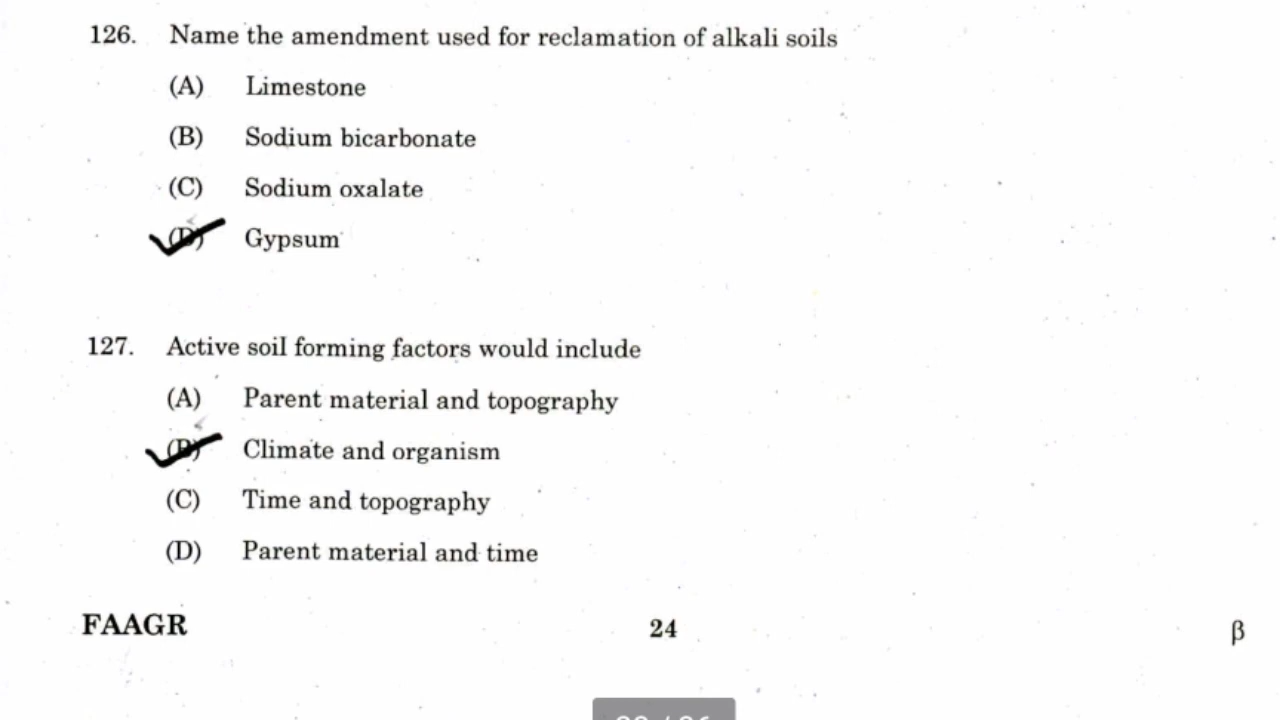 126. Name the amendment used for reclamation of alkali soils
(A) Limestone
(B) Sodium bicarbonate
(C) Sodium oxalate
(D) Gypsum
127. Active soil forming factors would include
(A) Parent material and topography
(B) Climate and organism
(C) Time and topography
(D) Parent material and time
FAAGR 24 β